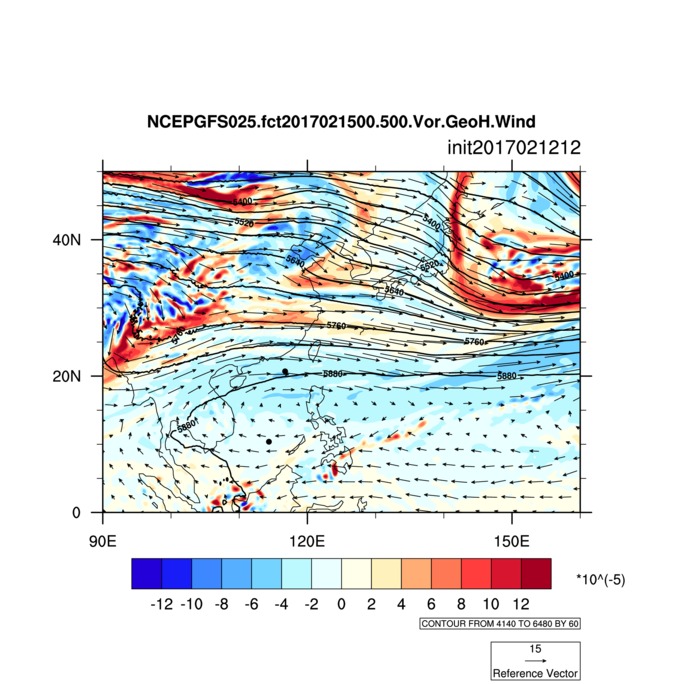 NCEPGFS025.fct2017021500.500.Vor.GeoH.Wind
init2017021212
5400
5400
5520
5640
5520
5640
5400
5760
5760
5880
5880
5880
40N
20N
0
90E 120E 150E
-12 -10 -8 -6 -4 -2 0 2 4 6 8 10 12
*10^(-5)
CONTOUR FROM 4140 TO 6480 BY 60
15
Reference Vector